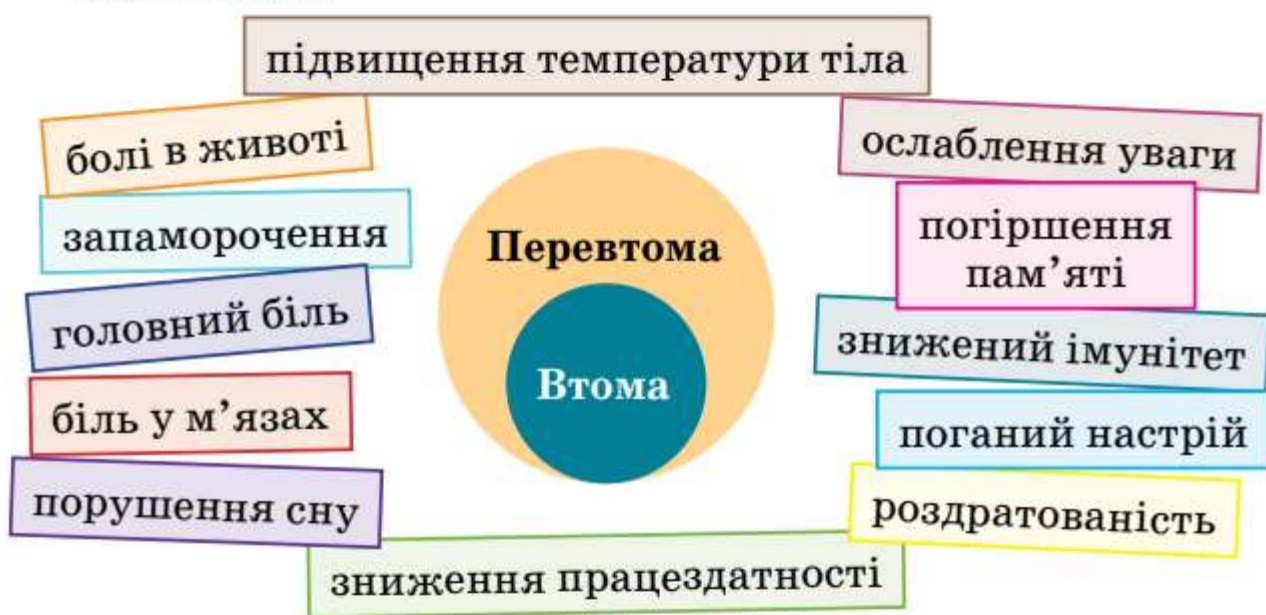 підвищення температури тіла
болі в животі
запаморочення
головний біль
біль у м’язах
порушення сну
Перевтома
Втома
ослаблення уваги
погіршення
пам’яті
знижений імунітет
поганий настрій
роздратованість
зниження працездатності